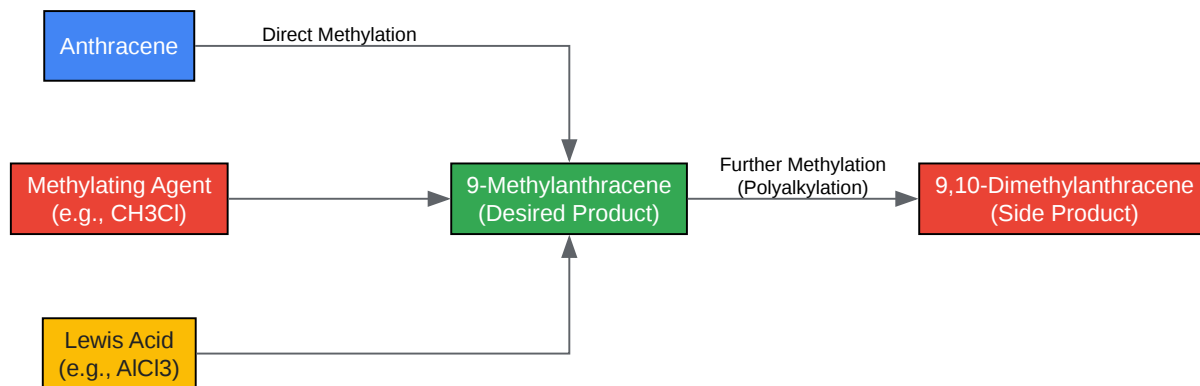 Anthracene
Direct Methylation
Methylating Agent
(e.g., CH3Cl)
9-Methylanthracene
(Desired Product)
Further Methylation
(Polyalkylation)
9,10-Dimethylanthracene
(Side Product)
Lewis Acid
(e.g., AlCl3)